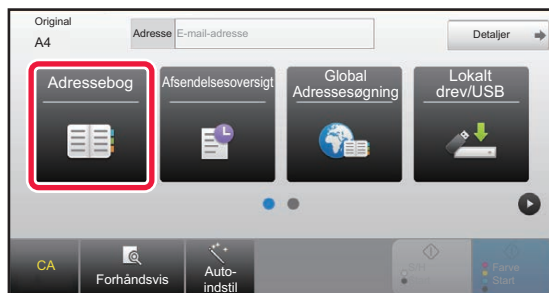 Original
A4
Adresse
E-mail-adresse
Detaljer
Adressebog
Afsendelsesoversigt
Global
Adressesøgning
Lokalt
drev/USB
CA
Forhåndsvis
Auto-
indstil
S/H
Start
Farve
Start